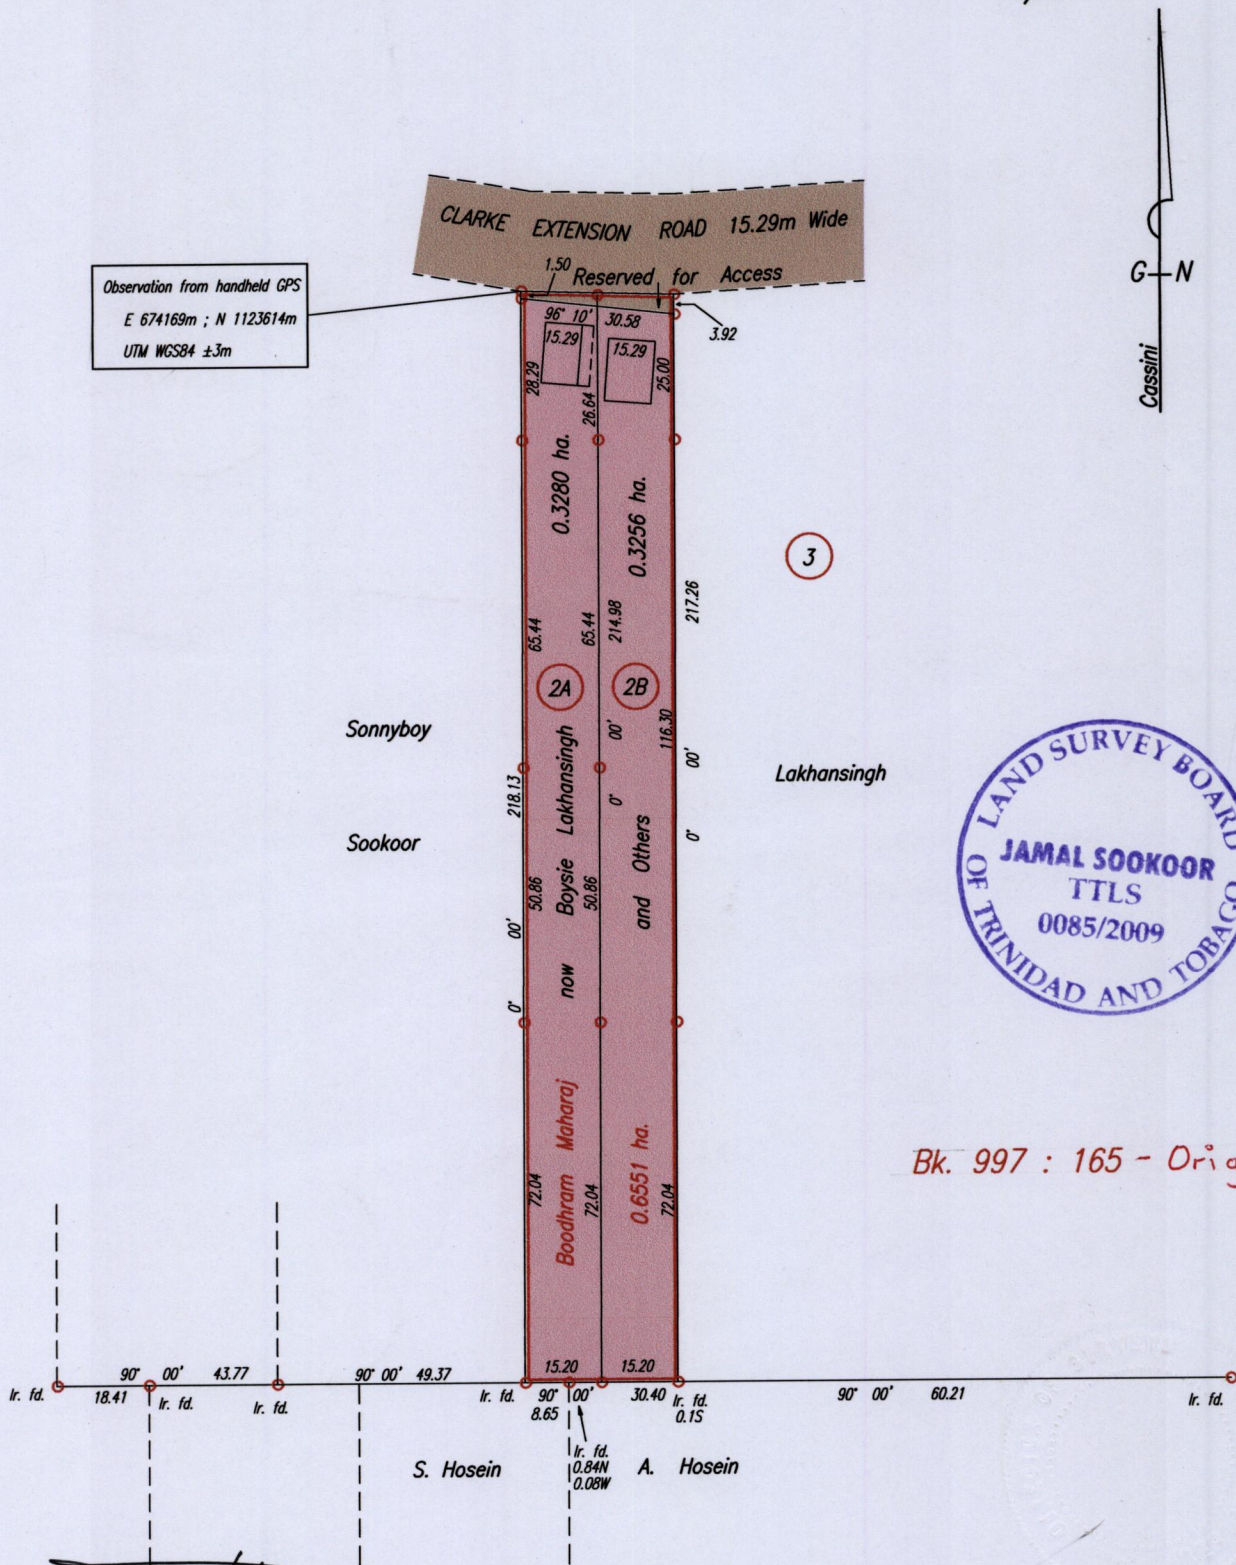 CLARKE EXTENSION ROAD 15.29m Wide
Reserved for Access
1.50
Observation from handheld GPS
E 674169m ; N 1123614m
UTM WGS84 ±3m
96° 10' 30.58
3.92
15.29
15.29
28.29
26.64
25.00
G N
Cassini
0.3280 ha.
0.3256 ha.
3
65.44
65.44
214.98
0° 00'
217.26
0° 00'
2A
2B
116.30
Sonnyboy
Sookoor
Lakhansingh
218.13
0° 00'
50.86
50.86
Boodhram Maharaj now Boysie Lakhansingh
and Others
0.6551 ha.
LAND SURVEY BOARD
OF TRINIDAD AND TOBAGO
JAMAL SOOKOOR
TTLS
0085/2009
Bk. 997 : 165 -
72.04
72.04
72.04
15.20
15.20
90° 00' 43.77
90° 00' 49.37
Ir. fd.
18.41
Ir. fd.
Ir. fd.
Ir. fd.
90° 00' 30.40
8.65
Ir. fd.
0.1S
90° 00' 60.21
Ir. fd.
Ir. fd.
0.84N
0.08W
S. Hosein
A. Hosein